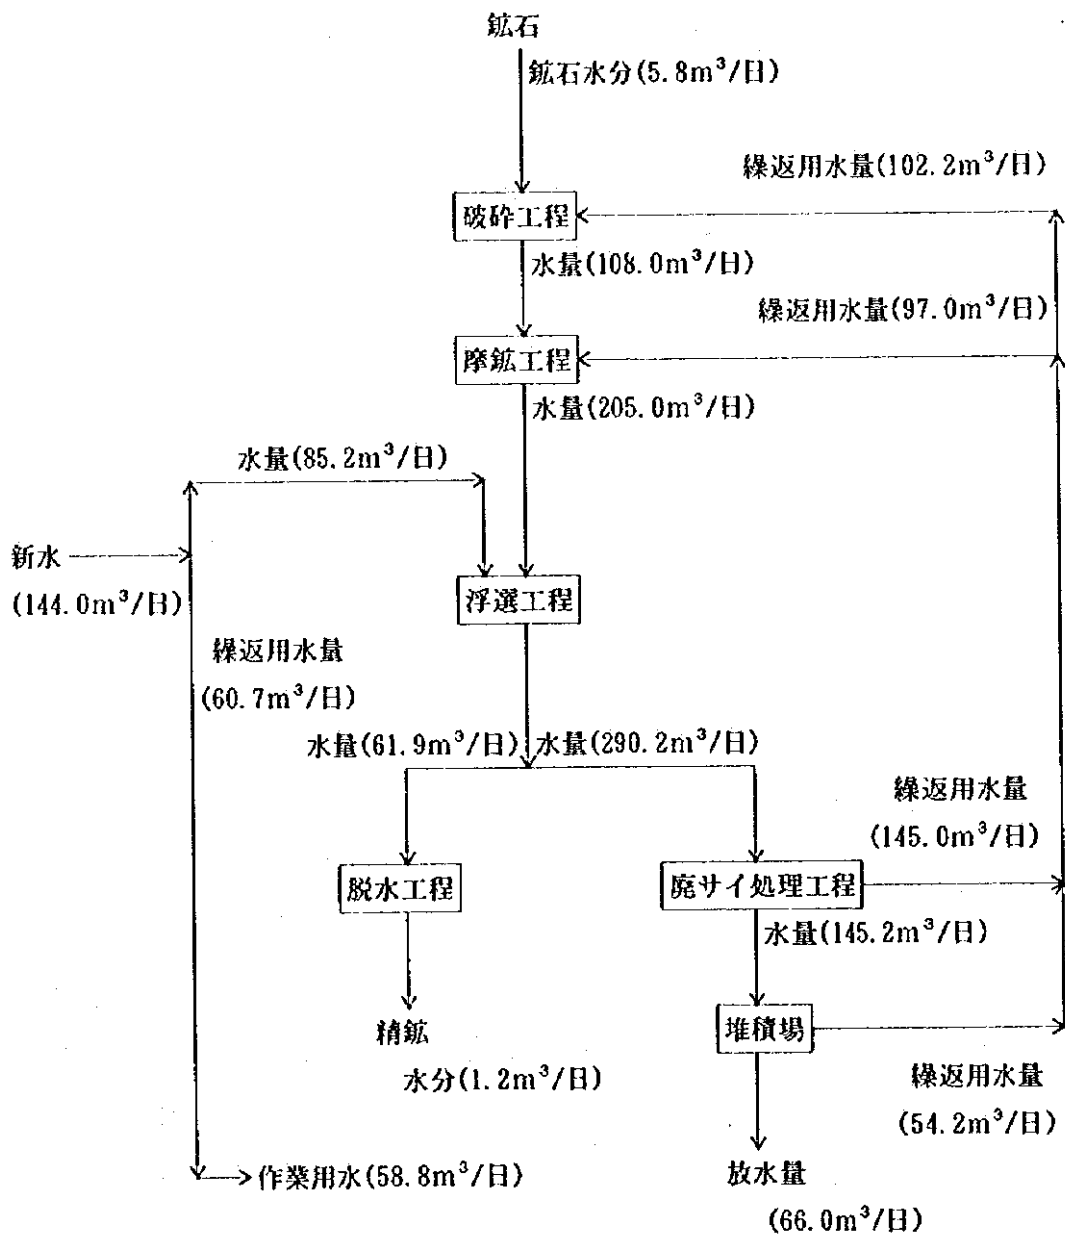 鉱石
鉱石水分(5.8m³/日)
繰返用水量(102.2m³/日)
破砕工程
水量(108.0m³/日)
繰返用水量(97.0m³/日)
摩鉱工程
水量(205.0m³/日)
水量(85.2m³/日)
新水
(144.0m³/日)
浮選工程
繰返用水量
(60.7m³/日)
水量(61.9m³/日)
水量(290.2m³/日)
繰返用水量
(145.0m³/日)
脱水工程
廃サイ処理工程
水量(145.2m³/日)
精鉱
堆積場
水分(1.2m³/日)
繰返用水量
(54.2m³/日)
作業用水(58.8m³/日)
放水量
(66.0m³/日)